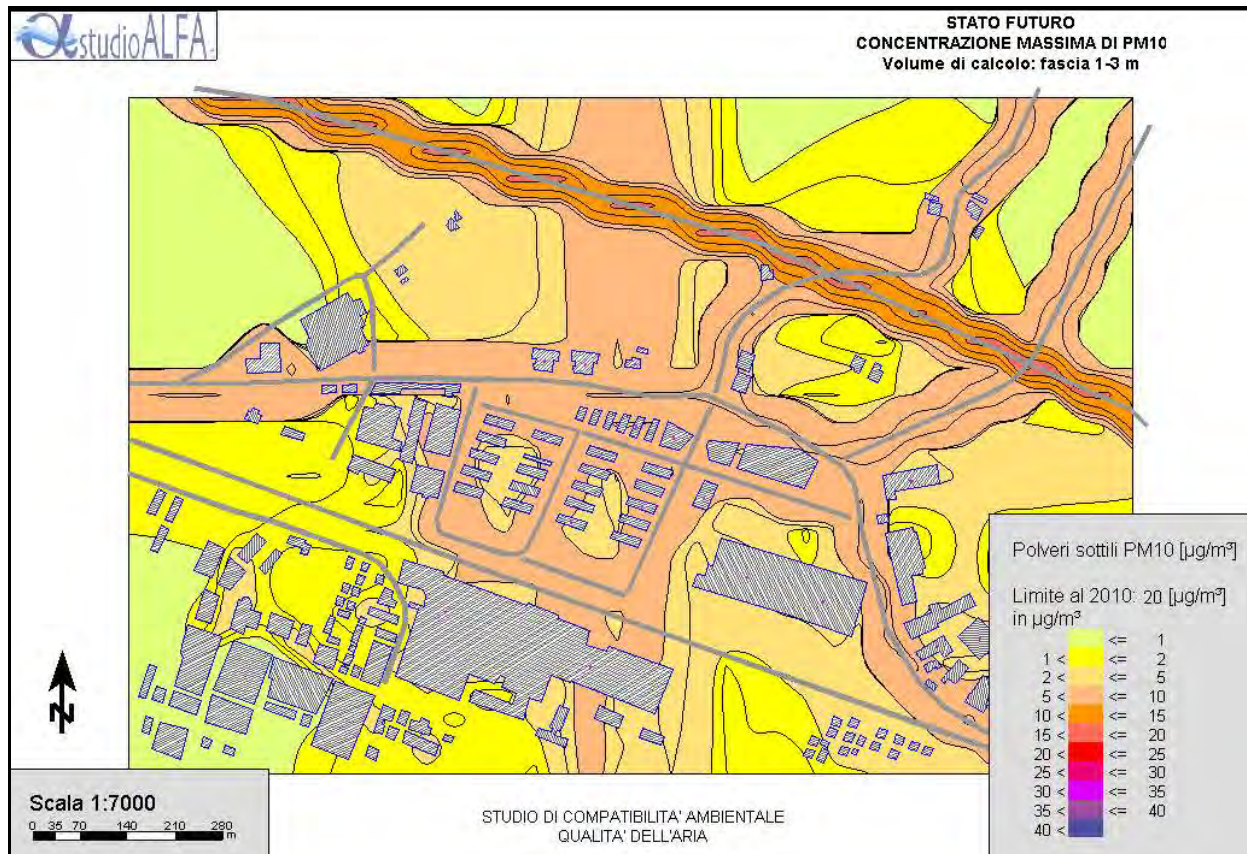 αstudioALFA
STATO FUTURO
CONCENTRAZIONE MASSIMA DI PM10
Volume di calcolo: fascia 1-3 m
Polveri sottili PM10 [µg/m³]
Limite al 2010: 20 [µg/m³]
in µg/m³
<= 1
1 < <= 2
2 < <= 5
5 < <= 10
10 < <= 15
15 < <= 20
20 < <= 25
25 < <= 30
30 < <= 35
35 < <= 40
40 <
N
Scala 1:7000
0 35 70 140 210 280
m
STUDIO DI COMPATIBILITA' AMBIENTALE
QUALITA' DELL'ARIA